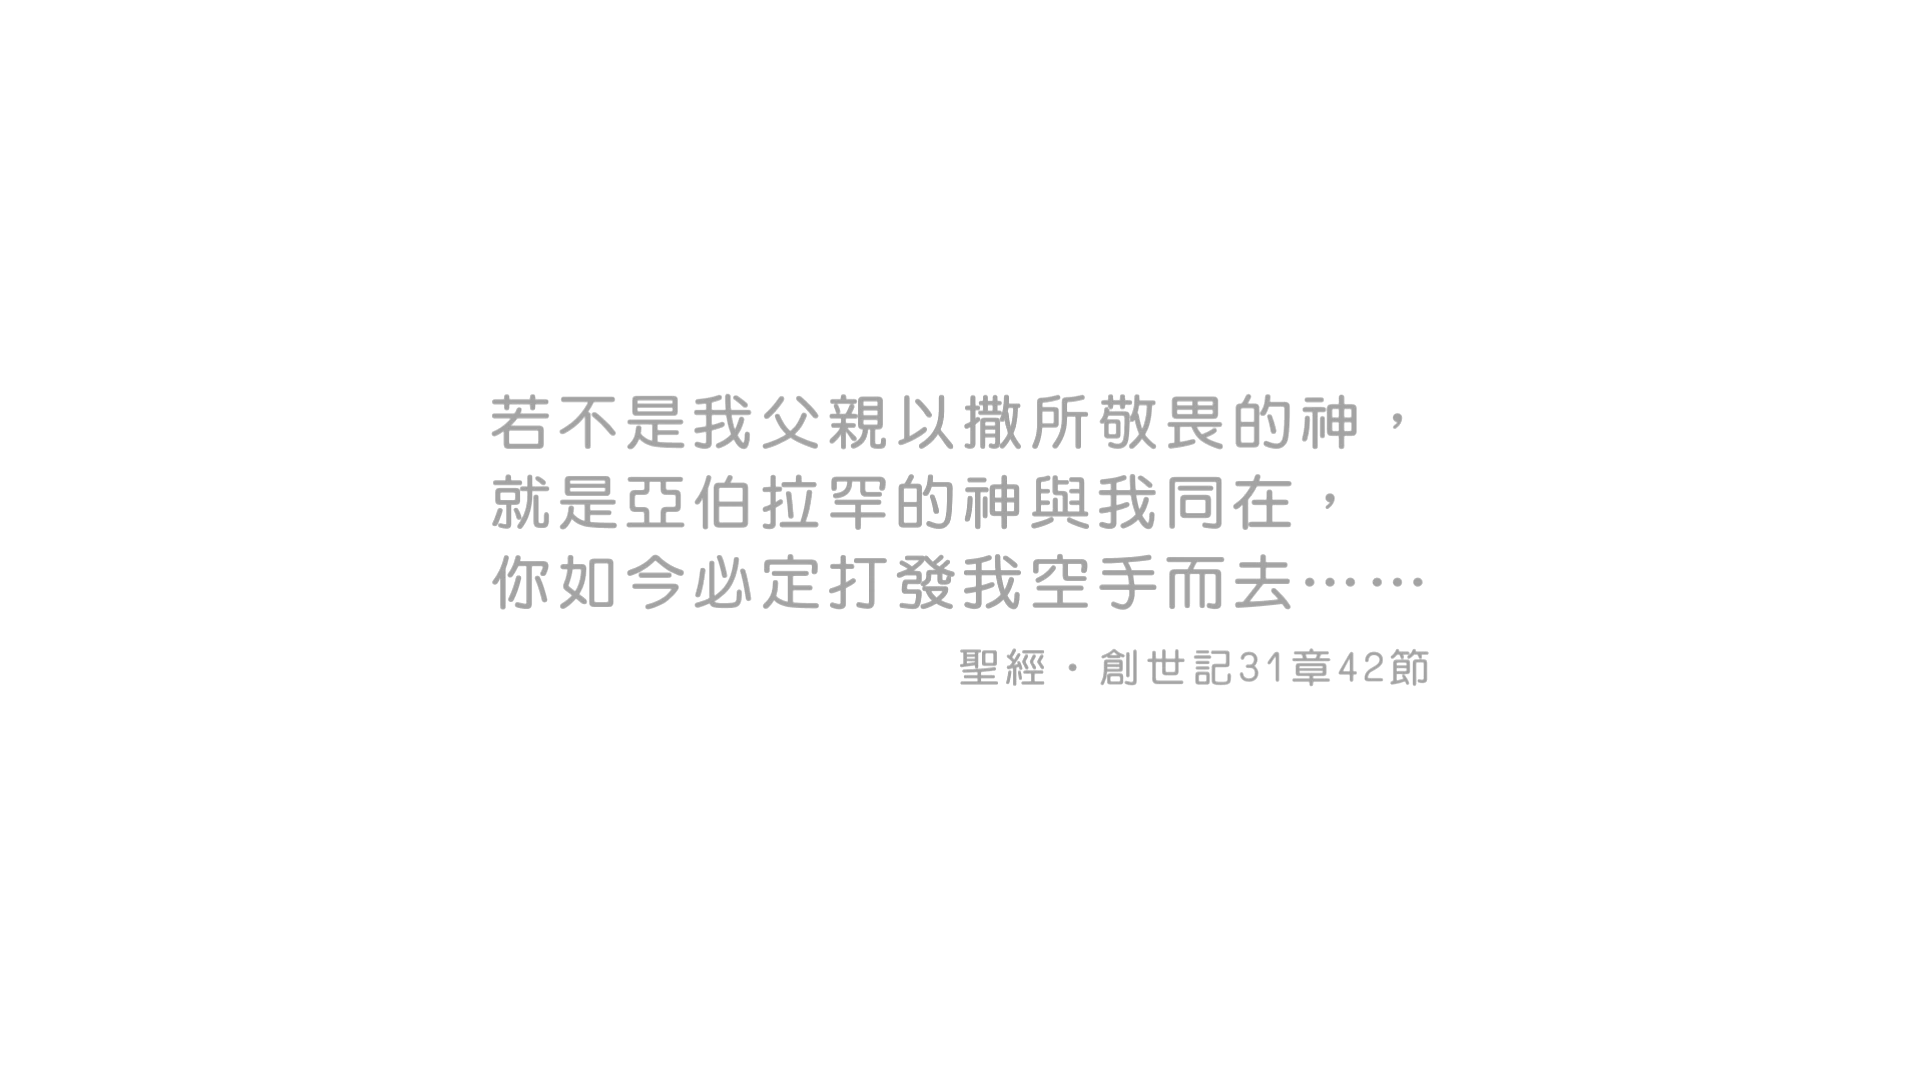 若不是我父親以撒所敬畏的神，
就是亞伯拉罕的神與我同在，
你如今必定打發我空手而去……
聖經．創世記31章42節